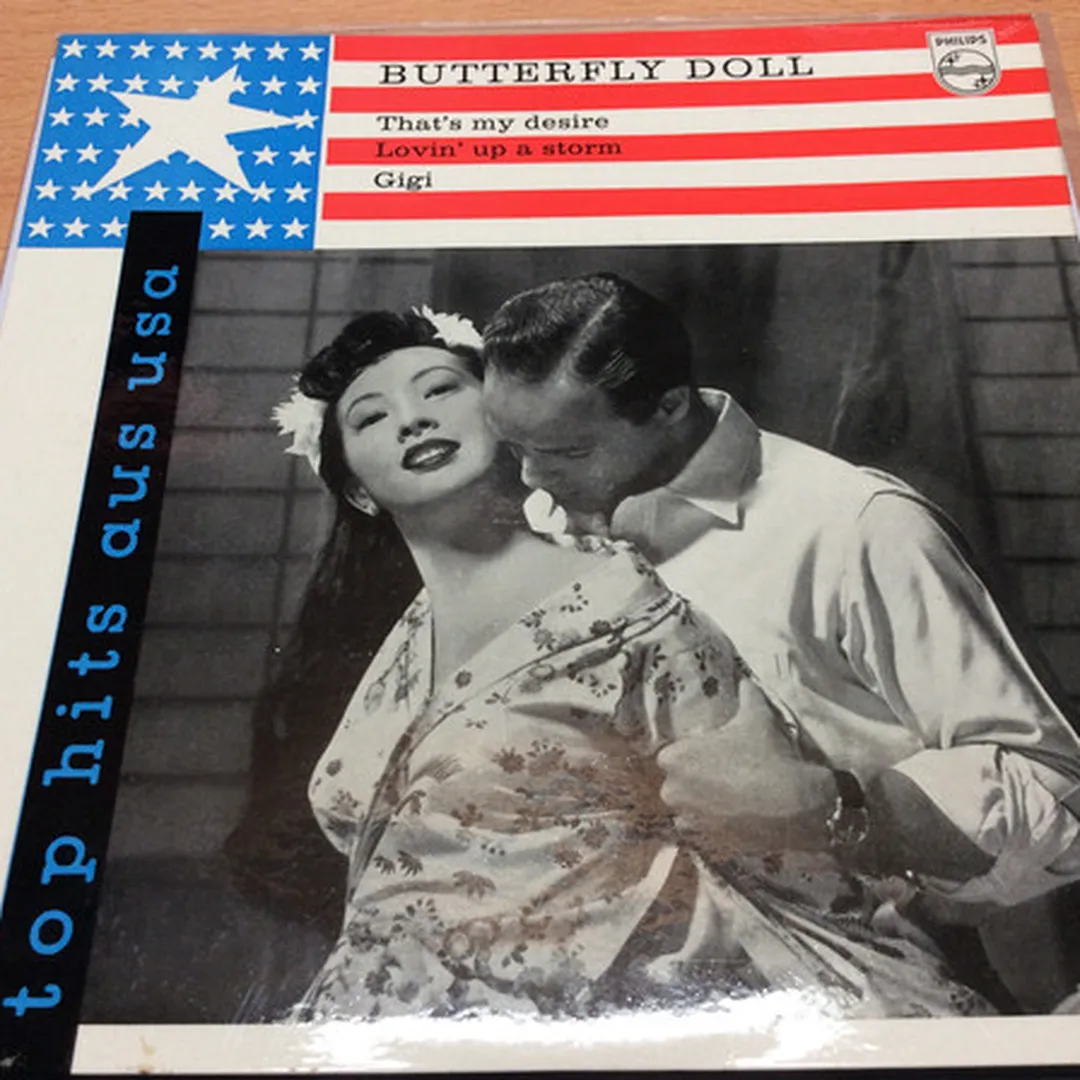 BUTTERFLY DOLL
PHILIPS
That's my desire
Lovin' up a storm
Gigi
top hits aus usa